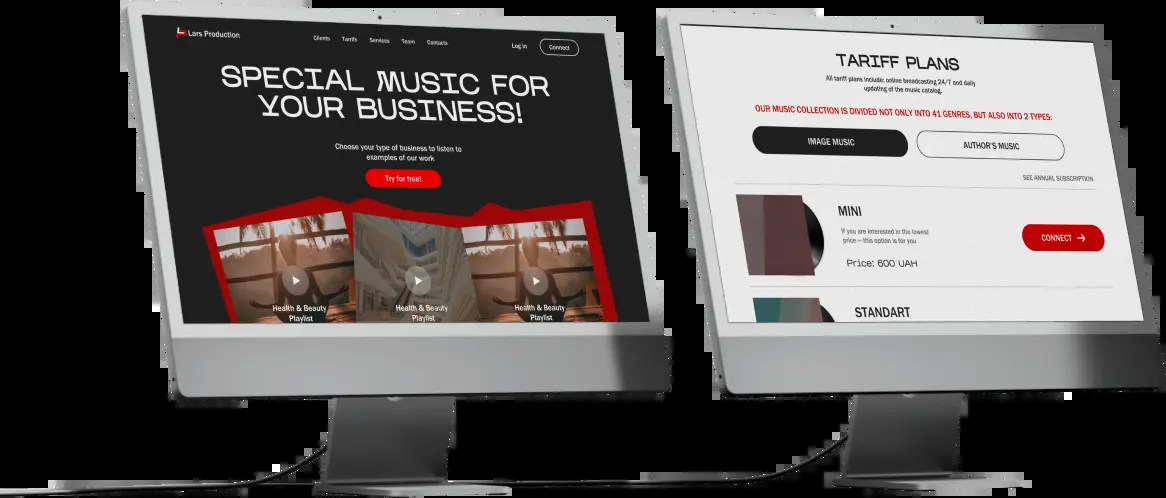 Lars Production
Clients
Tarifs
Services
Team
Contacts
Log in
Connect
SPECIAL MUSIC FOR
YOUR BUSINESS!
Choose your type of business to listen to
examples of our work
Try for free!
Health & Beauty
Playlist
Health & Beauty
Playlist
Health & Beauty
Playlist
TARIFF PLANS
All tariff plans include: online broadcasting 24/7 and daily
updating of the music catalog.
OUR MUSIC COLLECTION IS DIVIDED NOT ONLY INTO 41 GENRES, BUT ALSO INTO 2 TYPES:
IMAGE MUSIC
AUTHOR'S MUSIC
SEE ANNUAL SUBSCRIPTION
MINI
If you are interested in the lowest
price – this option is for you
Price: 600 UAH
CONNECT →
STANDART